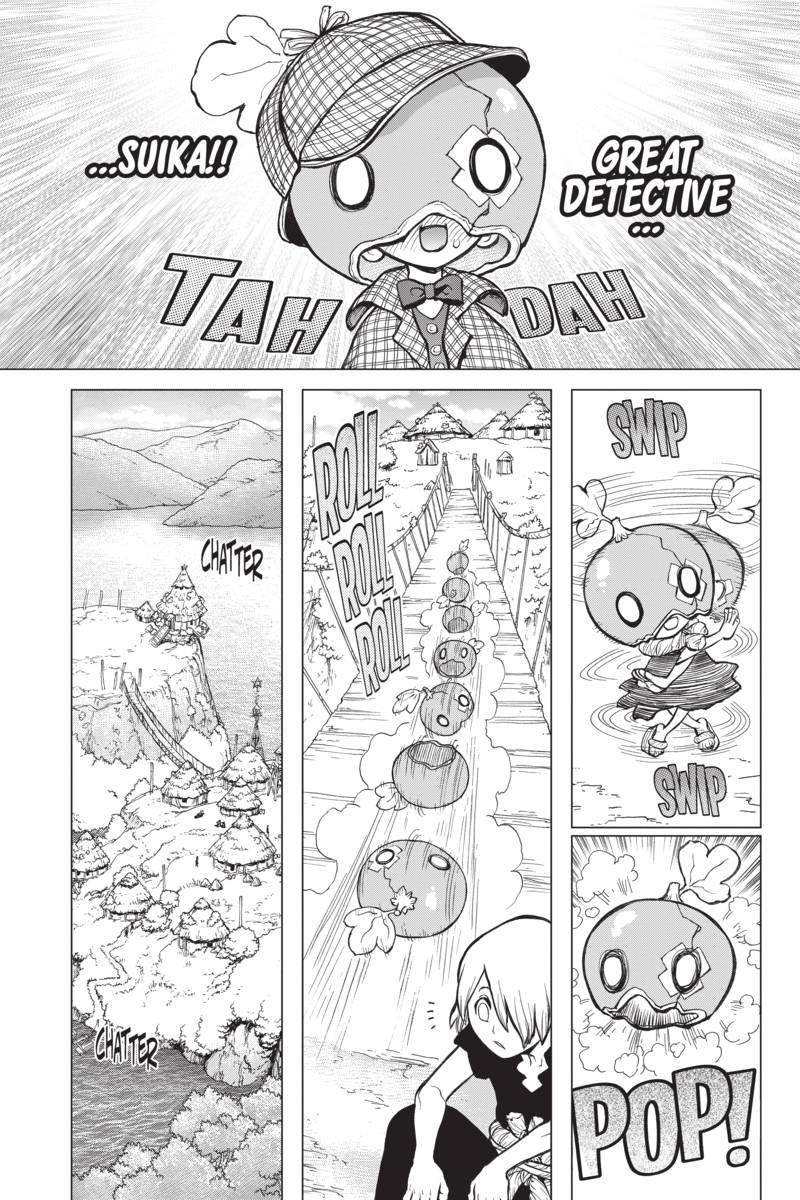 GREAT
DETECTIVE
...
...SUIKA!!
TAH
DAH
SWIP
SWIP
POP!
ROLL
ROLL
ROLL
CHATTER
CHATTER